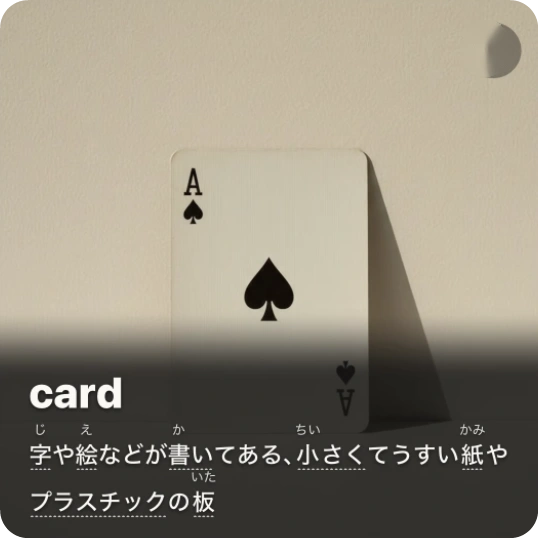 A
A
card
字や絵などが書いてある、小さくてうすい紙や
プラスチックの板
じ え か ちい かみ
いた